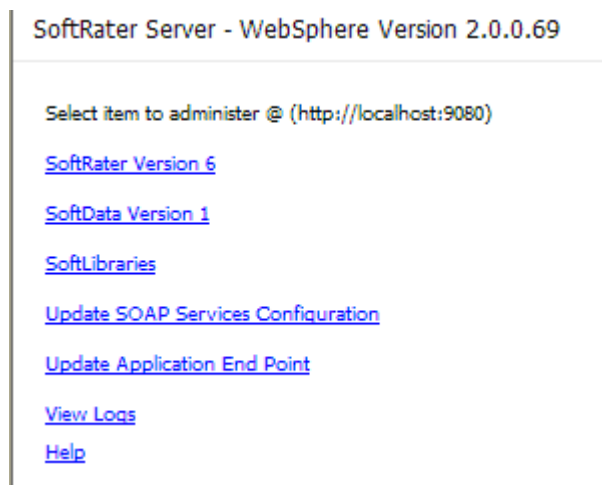 SoftRater Server - WebSphere Version 2.0.0.69
Select item to administer @ (http://localhost:9080)
SoftRater Version 6
SoftData Version 1
SoftLibraries
Update SOAP Services Configuration
Update Application End Point
View Logs
Help